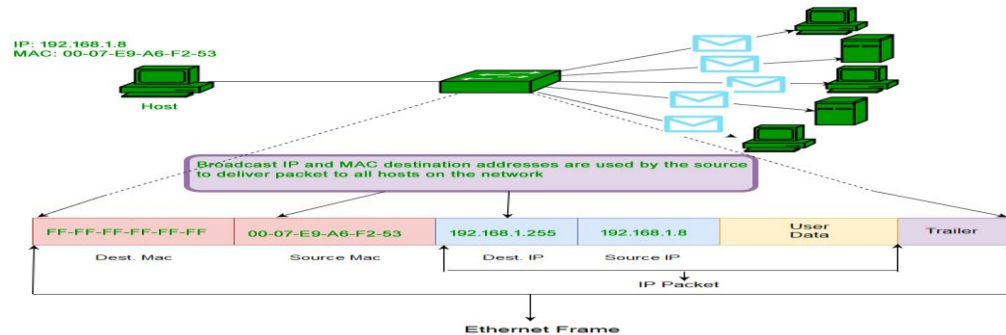 IP: 192.168.1.8
MAC: 00-07-E9-A6-F2-53
Host
Broadcast IP and MAC destination addresses are used by the source
to deliver packet to all hosts on the network
FF-FF-FF-FF-FF-FF 00-07-E9-A6-F2-53 192.168.1.255 192.168.1.8 User Data Trailer
Dest. Mac Source Mac Dest. IP Source IP
IP Packet
Ethernet Frame